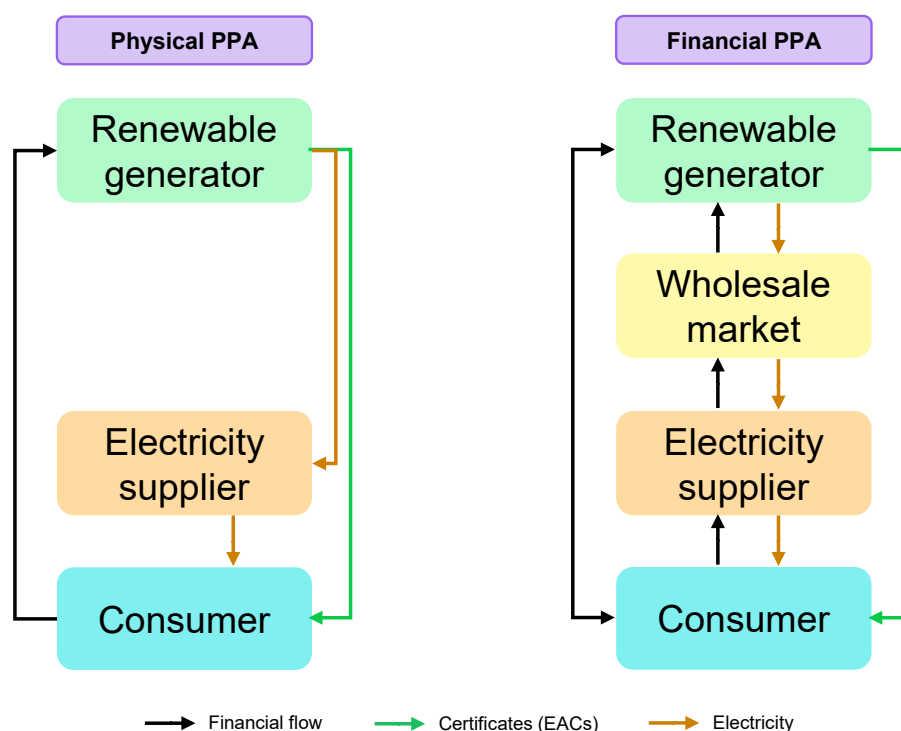 Physical PPA
Renewable
generator
Electricity
supplier
Consumer
Financial PPA
Renewable
generator
Wholesale
market
Electricity
supplier
Consumer
Financial flow
Certificates (EACs)
Electricity